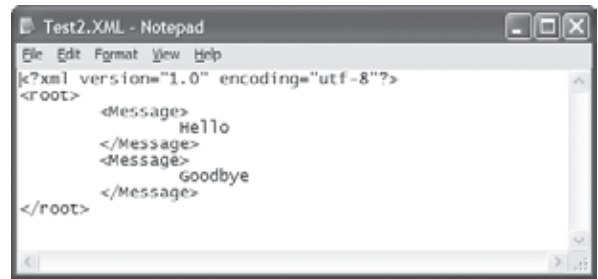 Test2.XML - Notepad
File Edit Format View Help
<?xml version="1.0" encoding="utf-8"?>
<root>
<Message>
Hello
</Message>
<Message>
Goodbye
</Message>
</root>